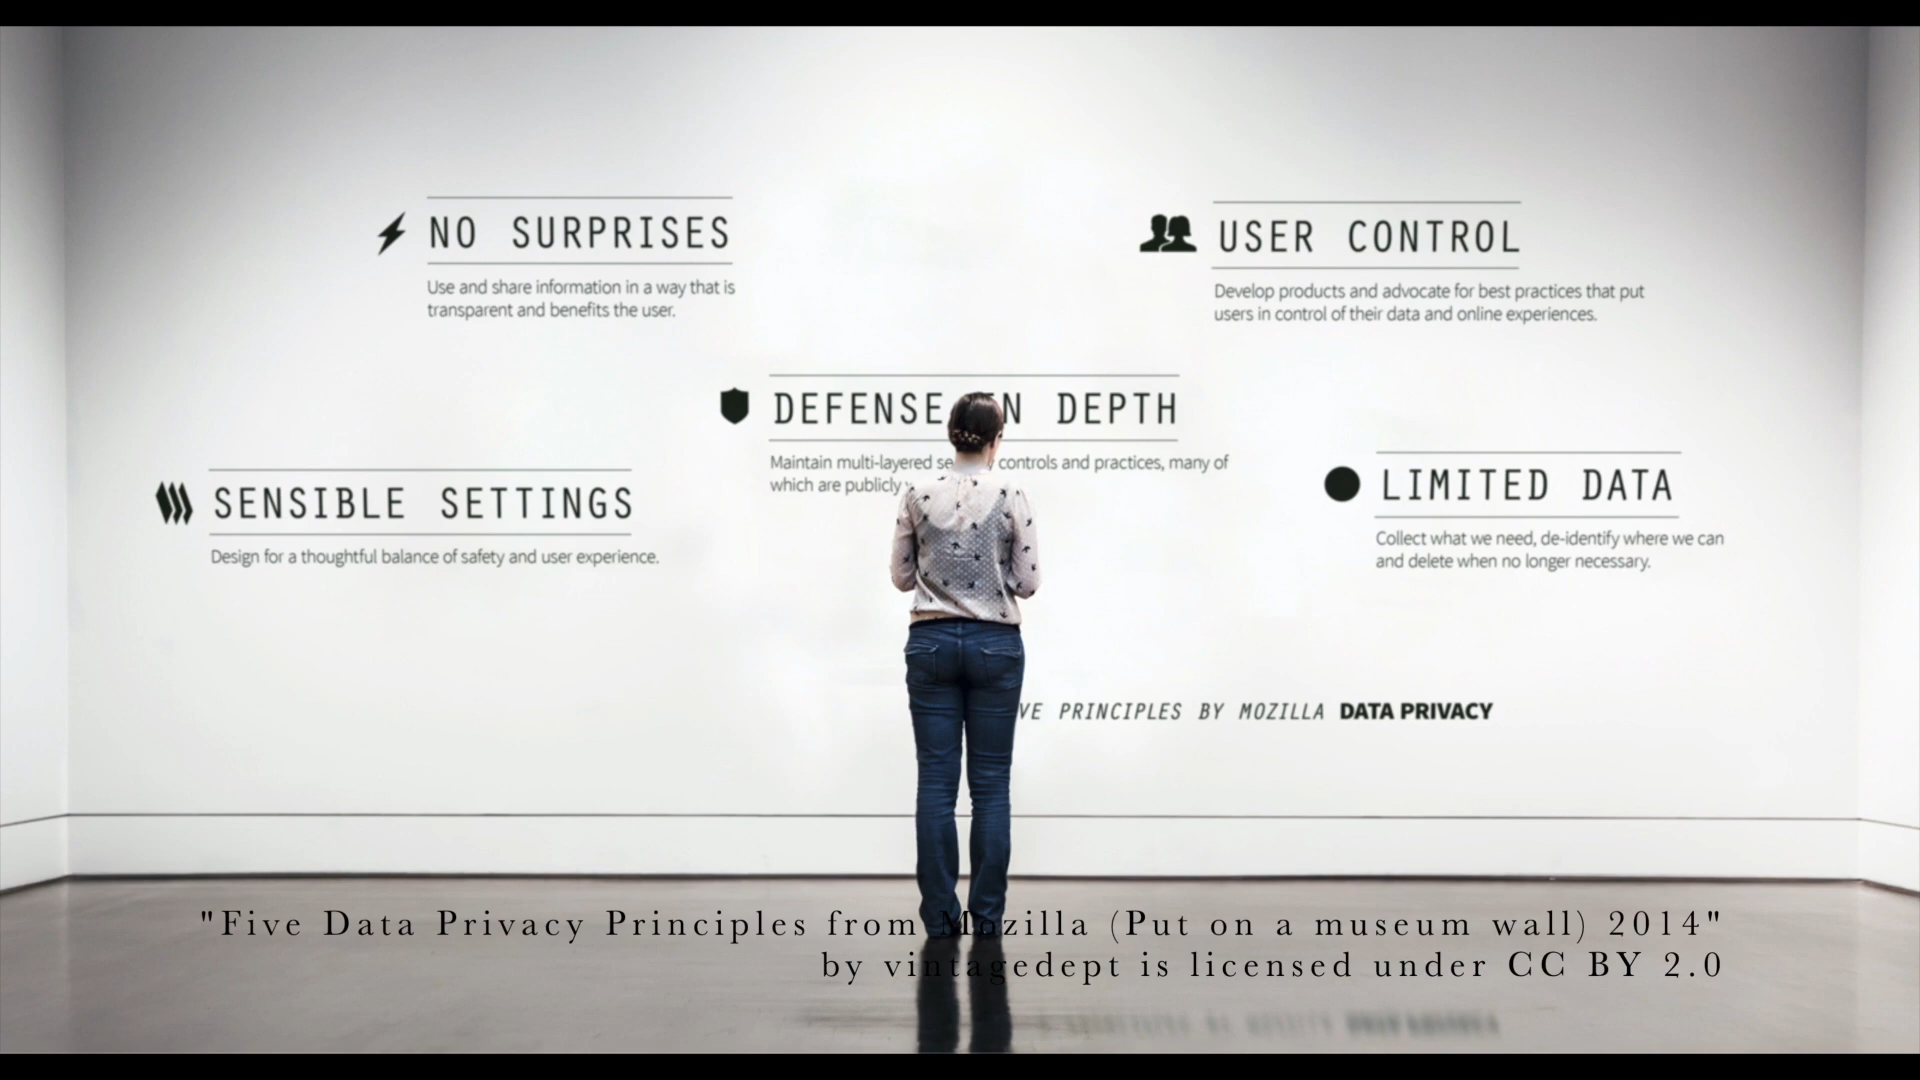 NO SURPRISES
Use and share information in a way that is
transparent and benefits the user.
USER CONTROL
Develop products and advocate for best practices that put
users in control of their data and online experiences.
DEFENSE DEPTH
Maintain multi-layered controls and practices, many of
which are publicly
SENSIBLE SETTINGS
Design for a thoughtful balance of safety and user experience.
LIMITED DATA
Collect what we need, de-identify where we can
and delete when no longer necessary.
PRINCIPLES BY MOZILLA DATA PRIVACY
"Five Data Privacy Principles from Mozilla (Put on a museum wall) 2014"
by vintagedept is licensed under CC BY 2.0